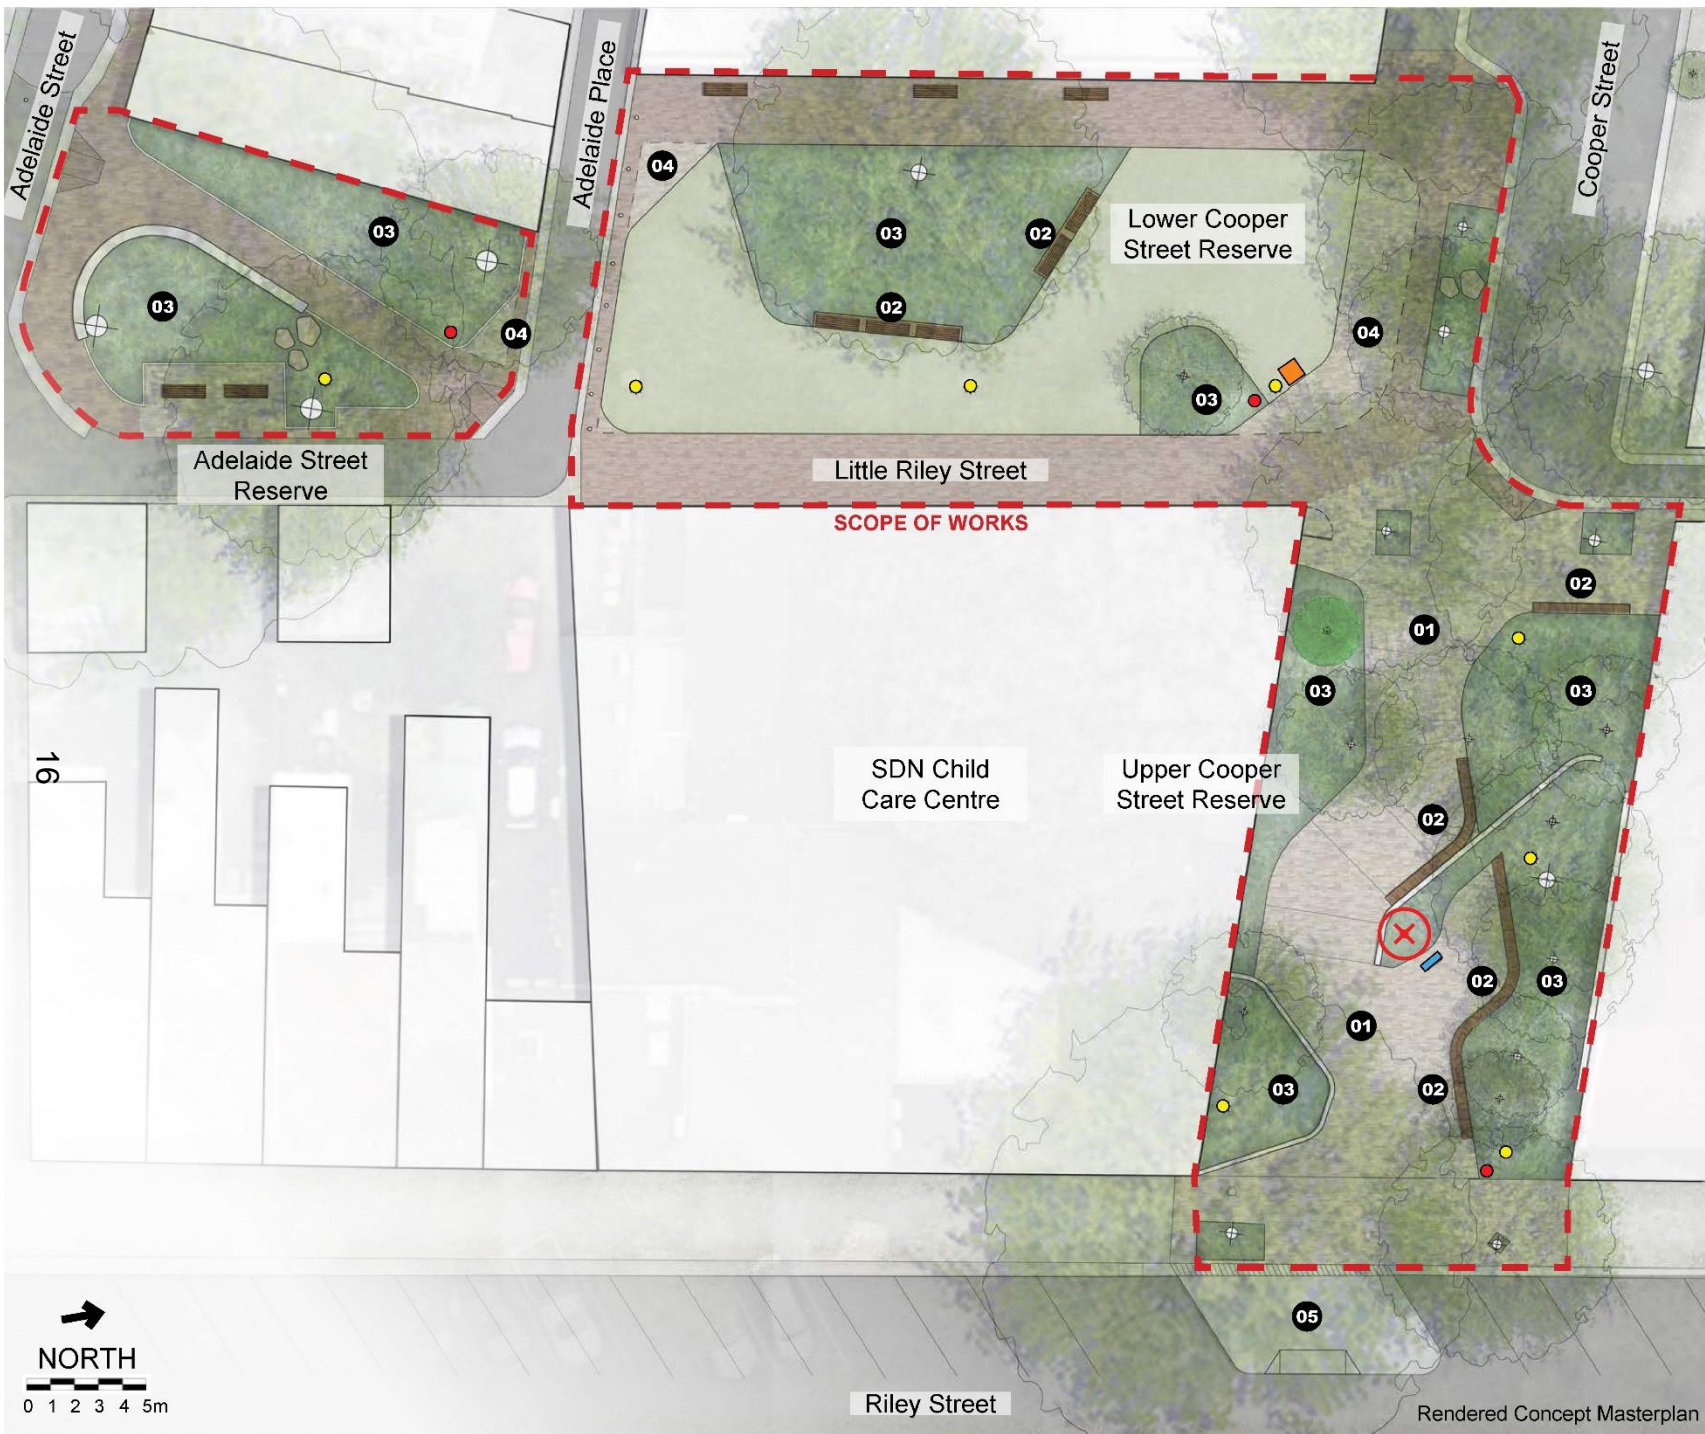 Adelaide Street
Adelaide Place
Cooper Street
04
03
03
04
03
02
Lower Cooper
Street Reserve
02
03
04
Adelaide Street
Reserve
Little Riley Street
SCOPE OF WORKS
02
01
03
03
16
SDN Child
Care Centre
Upper Cooper
Street Reserve
02
02
03
01
03
02
05
NORTH
0 1 2 3 4 5m
Riley Street
Rendered Concept Masterplan